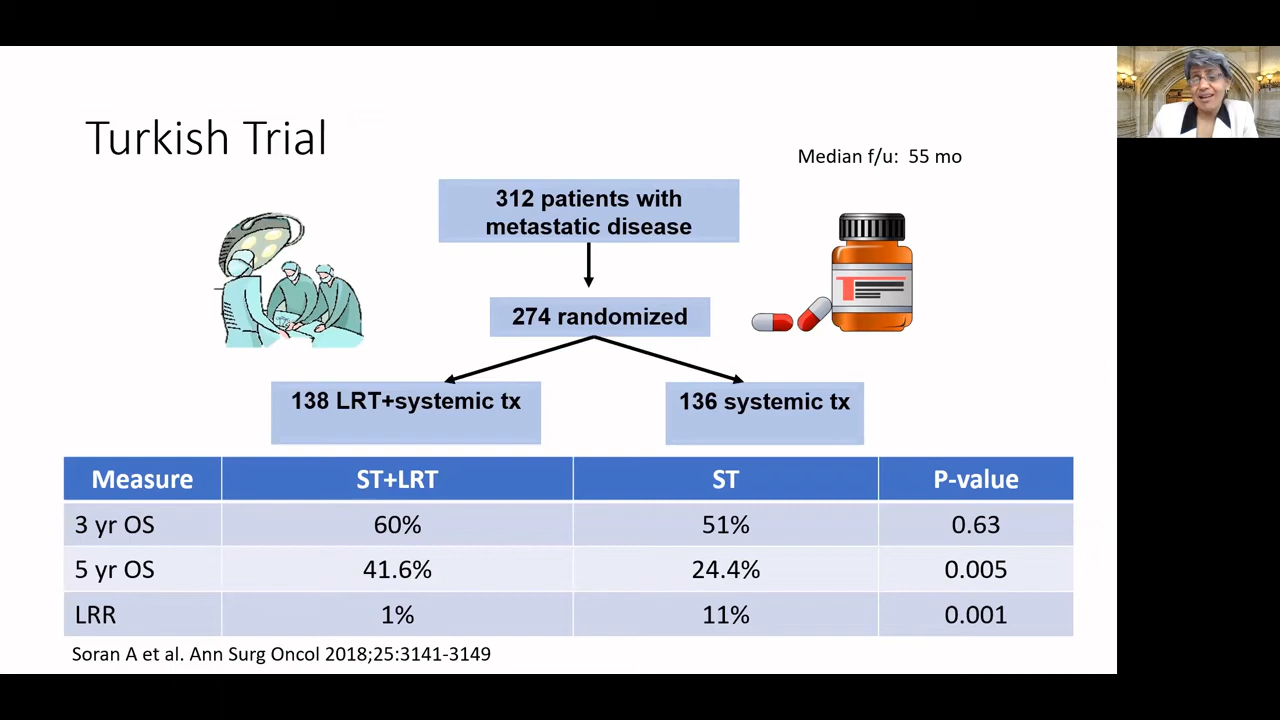 Turkish Trial
Median f/u: 55 mo
312 patients with
metastatic disease
274 randomized
138 LRT+systemic tx
136 systemic tx
Measure ST+LRT ST P-value
3 yr OS 60% 51% 0.63
5 yr OS 41.6% 24.4% 0.005
LRR 1% 11% 0.001
Soran A et al. Ann Surg Oncol 2018;25:3141-3149